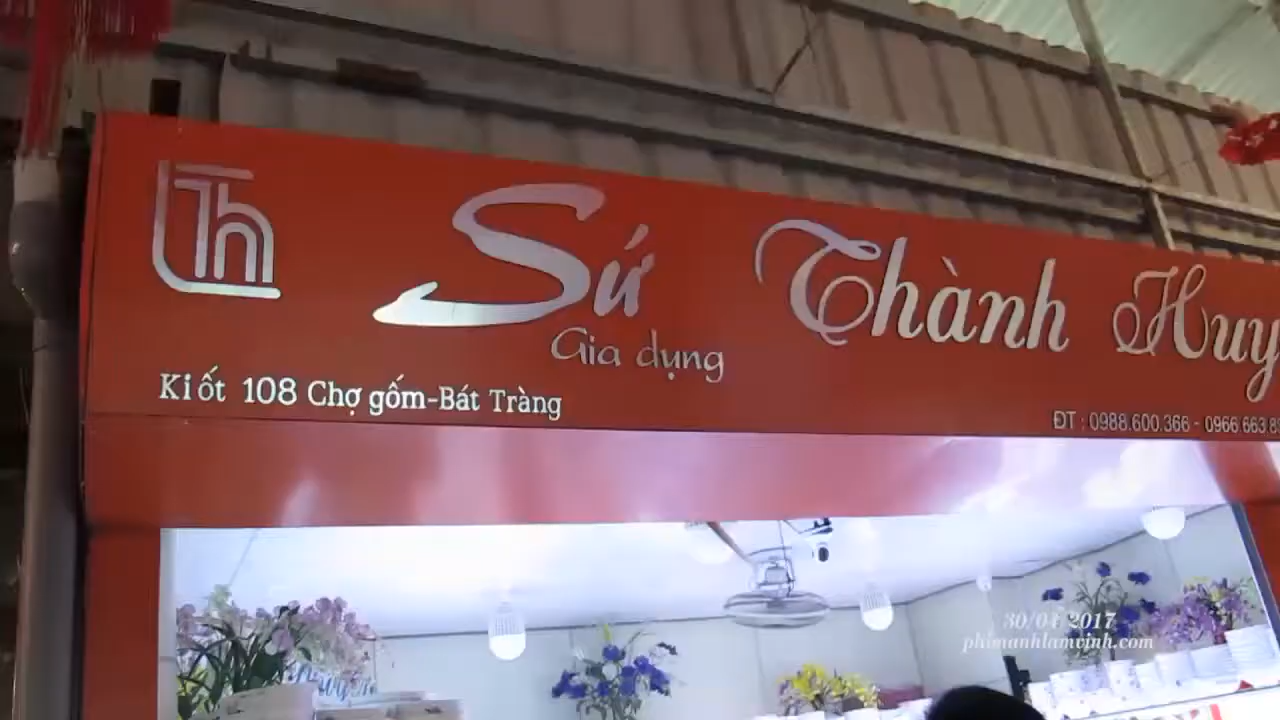 Th
Sứ Thành Huy
Gia dụng
Ki ốt 108 Chợ gốm-Bát Tràng
ĐT : 0988.600.366 - 0966.663.8
30/04/2017
phimanhlamvinh.com